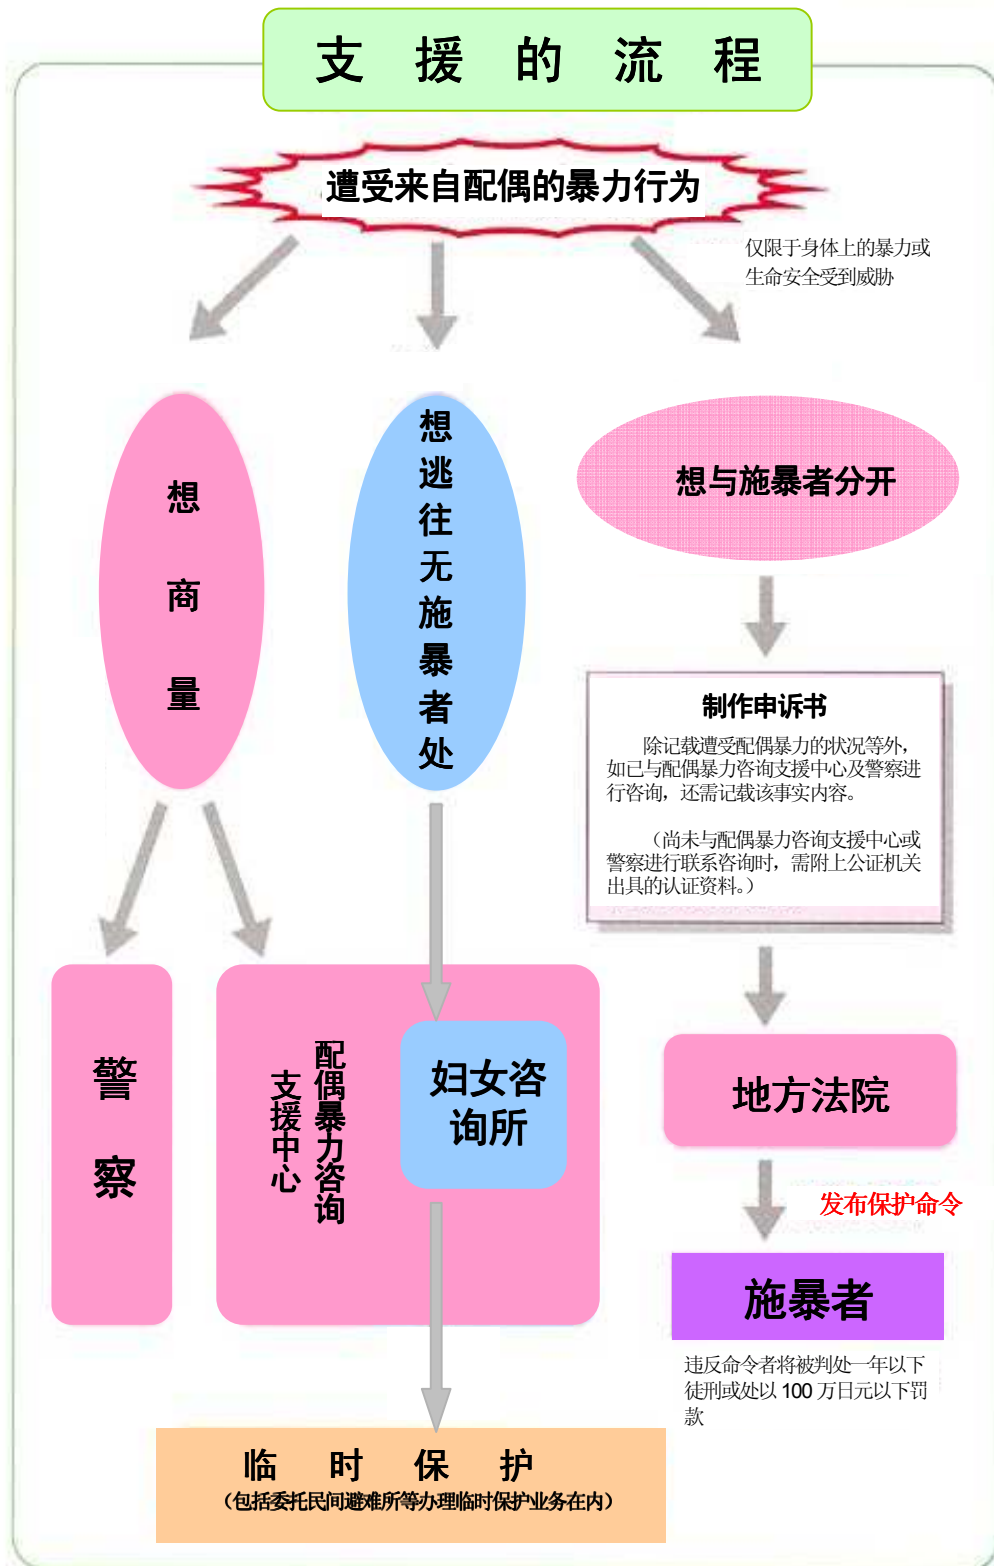 支援的流程
遭受来自配偶的暴力行为
仅限于身体上的暴力或
生命安全受到威胁
想商量
想逃往无施暴者处
想与施暴者分开
制作申诉书
除记载遭受配偶暴力的状况等外，
如已与配偶暴力咨询支援中心及警察进
行咨询，还需记载该事实内容。
（尚未与配偶暴力咨询支援中心或
警察进行联系咨询时，需附上公证机关
出具的认证资料。）
警察
配偶暴力咨询
支援中心
妇女咨
询所
地方法院
发布保护命令
施暴者
违反命令者将被判处一年以下
徒刑或处以 100 万日元以下罚
款
临时保护
（包括委托民间避难所等办理临时保护业务在内）